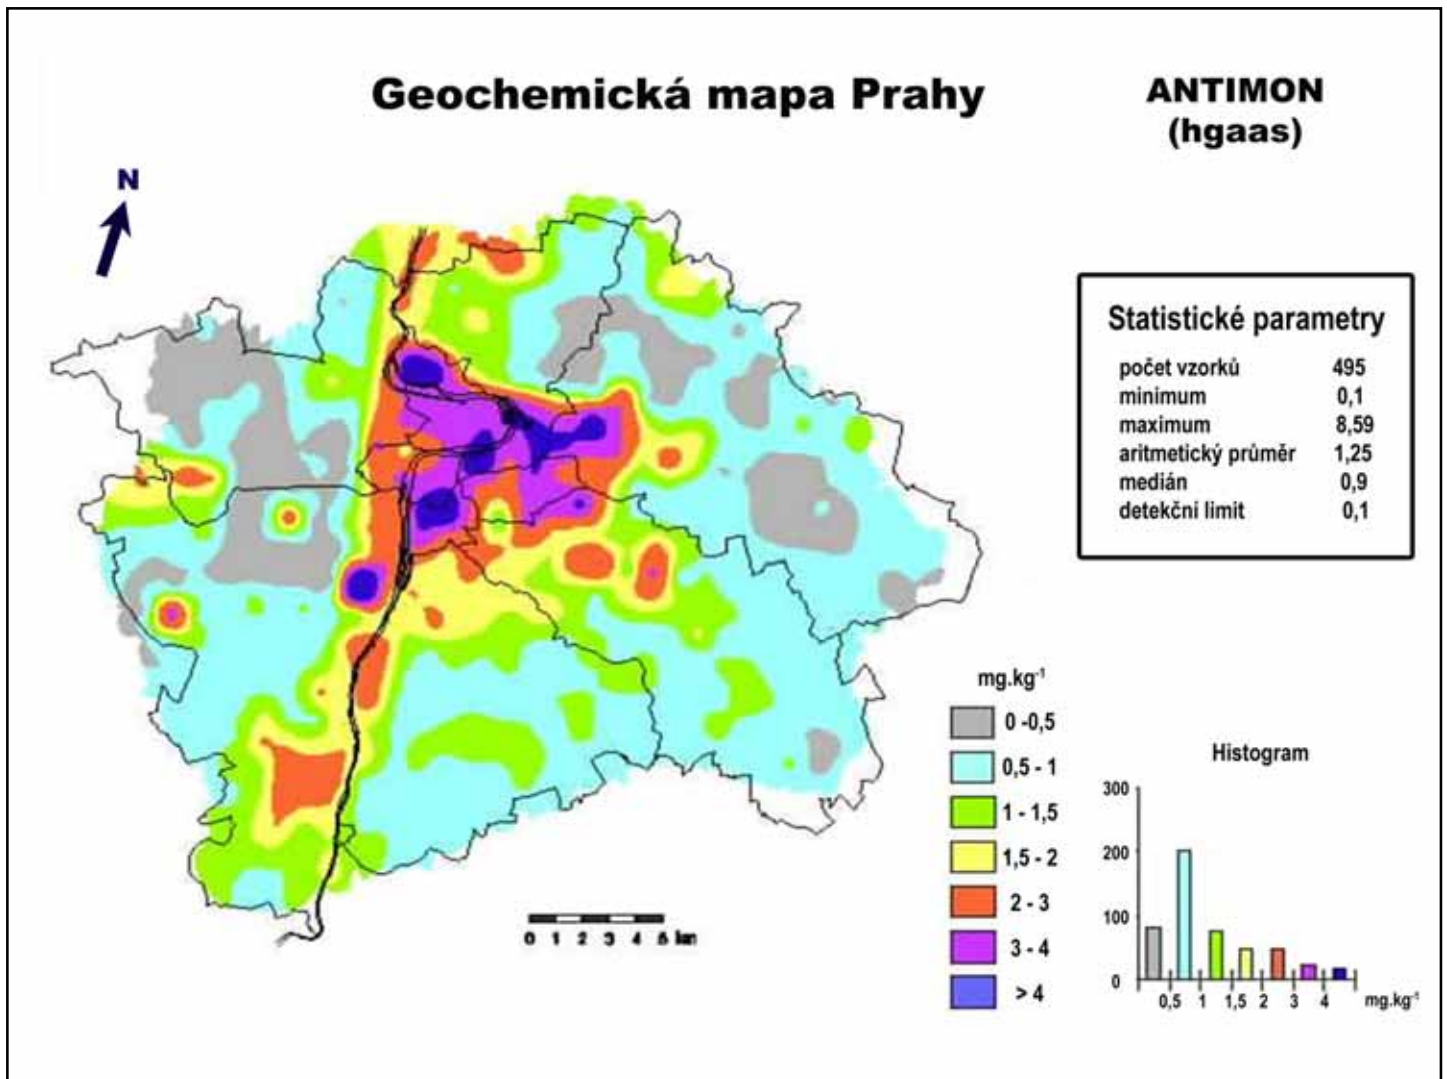 Geochemická mapa Prahy
ANTIMON
(hgaas)
N
Statistické parametry
počet vzorků 495
minimum 0,1
maximum 8,59
aritmetický průměr 1,25
medián 0,9
detekční limit 0,1
mg.kg-1
0 -0,5
0,5 - 1
1 - 1,5
1,5 - 2
2 - 3
3 - 4
> 4
Histogram
300
200
100
0
0,5 1 1,5 2 3 4 mg.kg-1
0 1 2 3 4 5 km